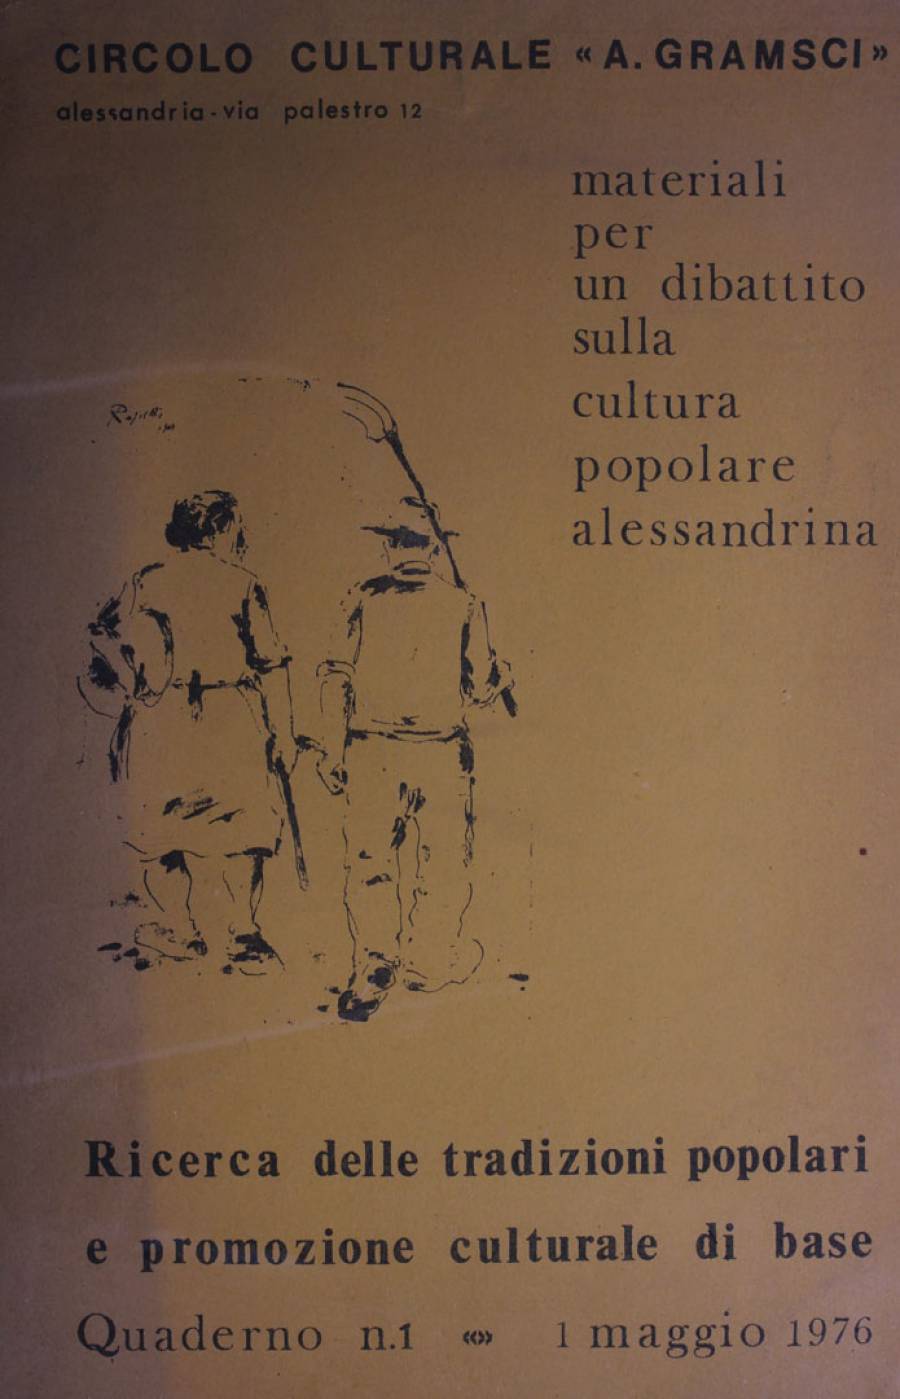 CIRCOLO CULTURALE « A. GRAMSCI »
alessandria - via palestro 12
materiali
per
un dibattito
sulla
cultura
popolare
alessandrina
Ricerca delle tradizioni popolari
e promozione culturale di base
Quaderno n.1 «◊» 1 maggio 1976